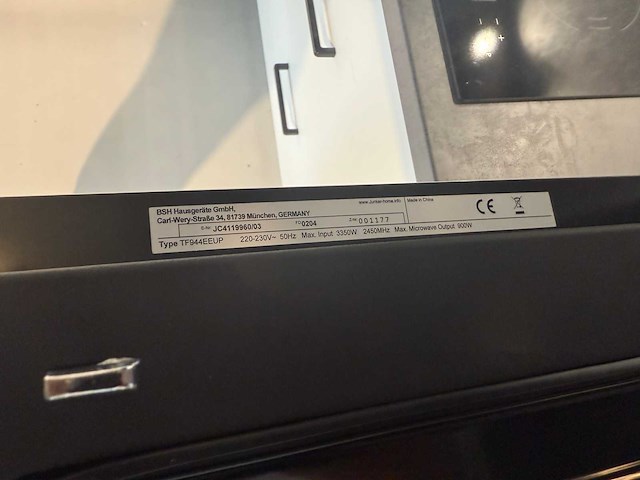 BSH Hausgeräte GmbH,
Carl-Wery-Straße 34, 81739 München, GERMANY
www.Junker-home.info
Made in China
E-Nr JC4119960/03 FD 0204 Z-Nr 001177
Type TF944EEUP 220-230V~ 50Hz Max. Input 3350W 2450MHz Max. Microwave Output 900W
CE